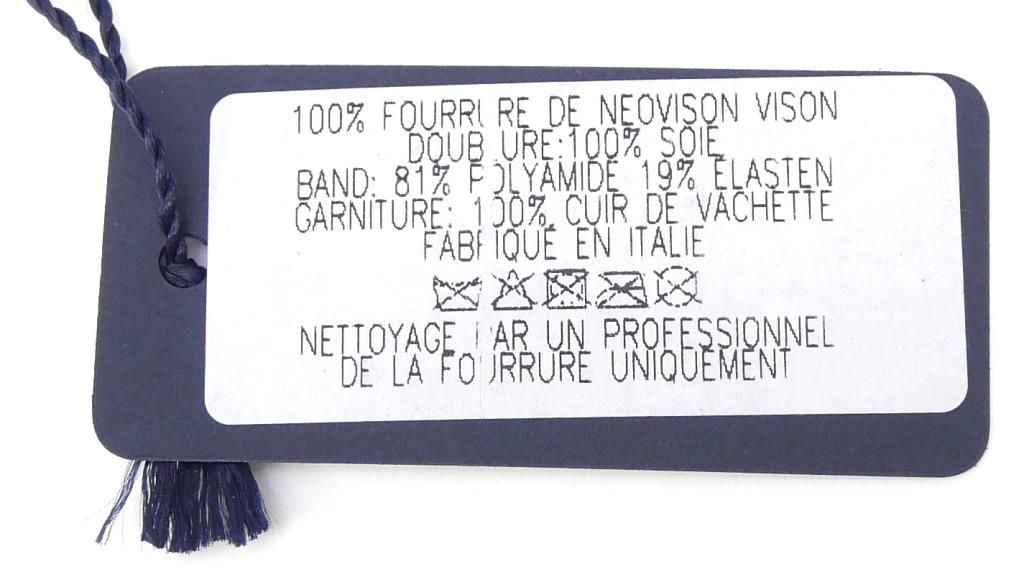 100% FOURRURE DE NEOVISON VISON
DOUBLURE:100% SOIE
BAND: 81% POLYAMIDE 19% ELASTEN
GARNITURE: 100% CUIR DE VACHETTE
FABRIQUÉ EN ITALIE
NETTOYAGE PAR UN PROFESSIONNEL
DE LA FOURRURE UNIQUEMENT